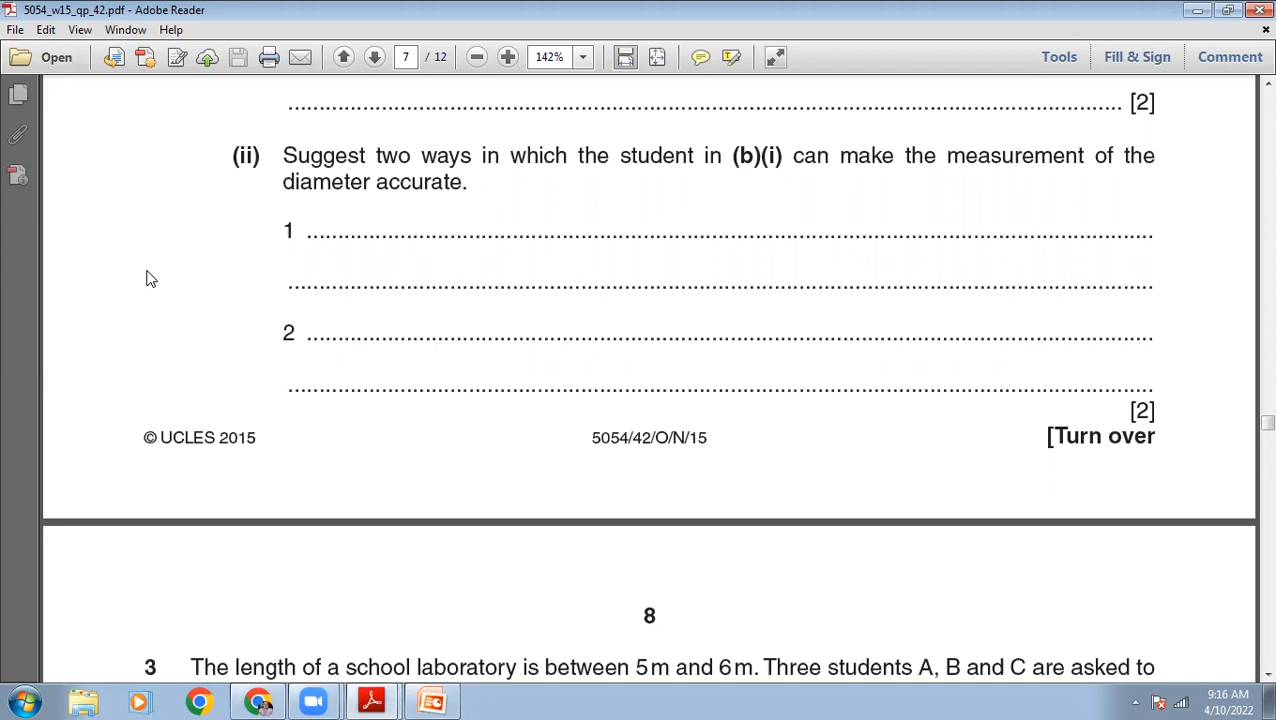 5054_w15_qp_42.pdf - Adobe Reader
File Edit View Window Help
Open 7 / 12 142% Tools Fill & Sign Comment
.................................................................................................................................... [2]
(ii) Suggest two ways in which the student in (b)(i) can make the measurement of the
diameter accurate.
1 ......................................................................................................................................
.........................................................................................................................................
2 ......................................................................................................................................
.........................................................................................................................................
[2]
© UCLES 2015 5054/42/O/N/15 [Turn over
8
3 The length of a school laboratory is between 5 m and 6 m. Three students A, B and C are asked to
9:16 AM
4/10/2022